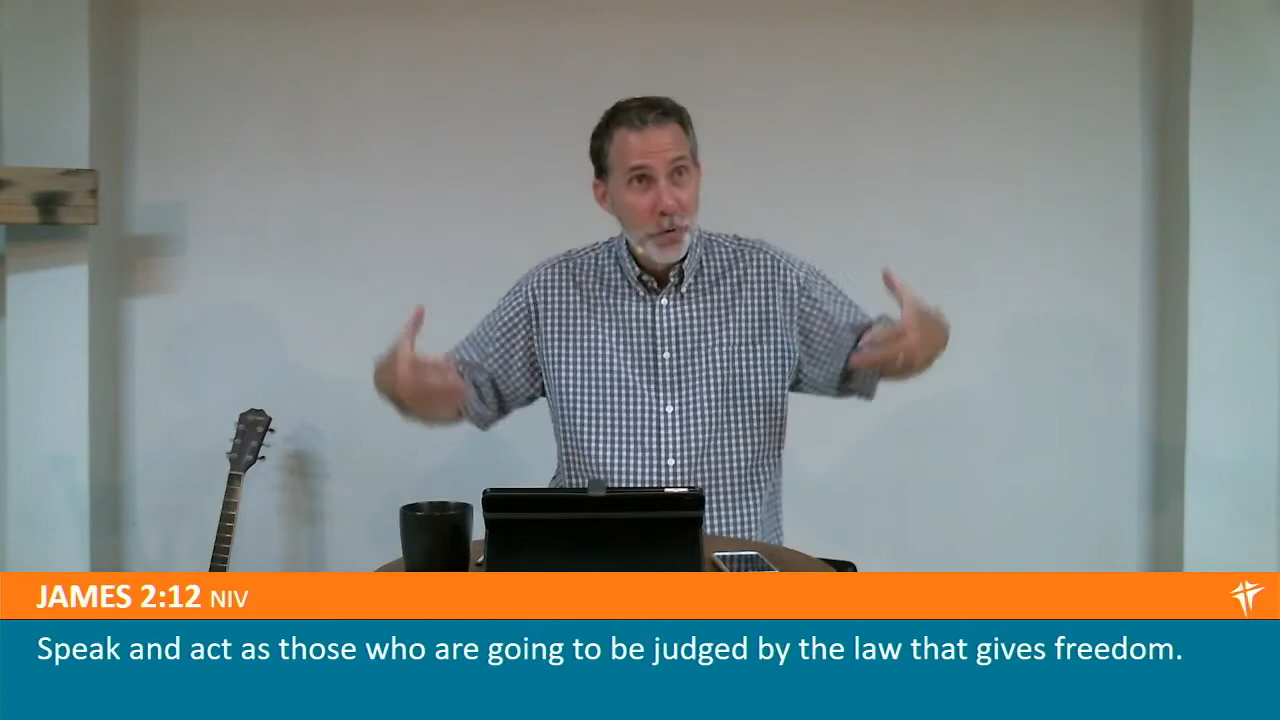 JAMES 2:12 NIV
Speak and act as those who are going to be judged by the law that gives freedom.